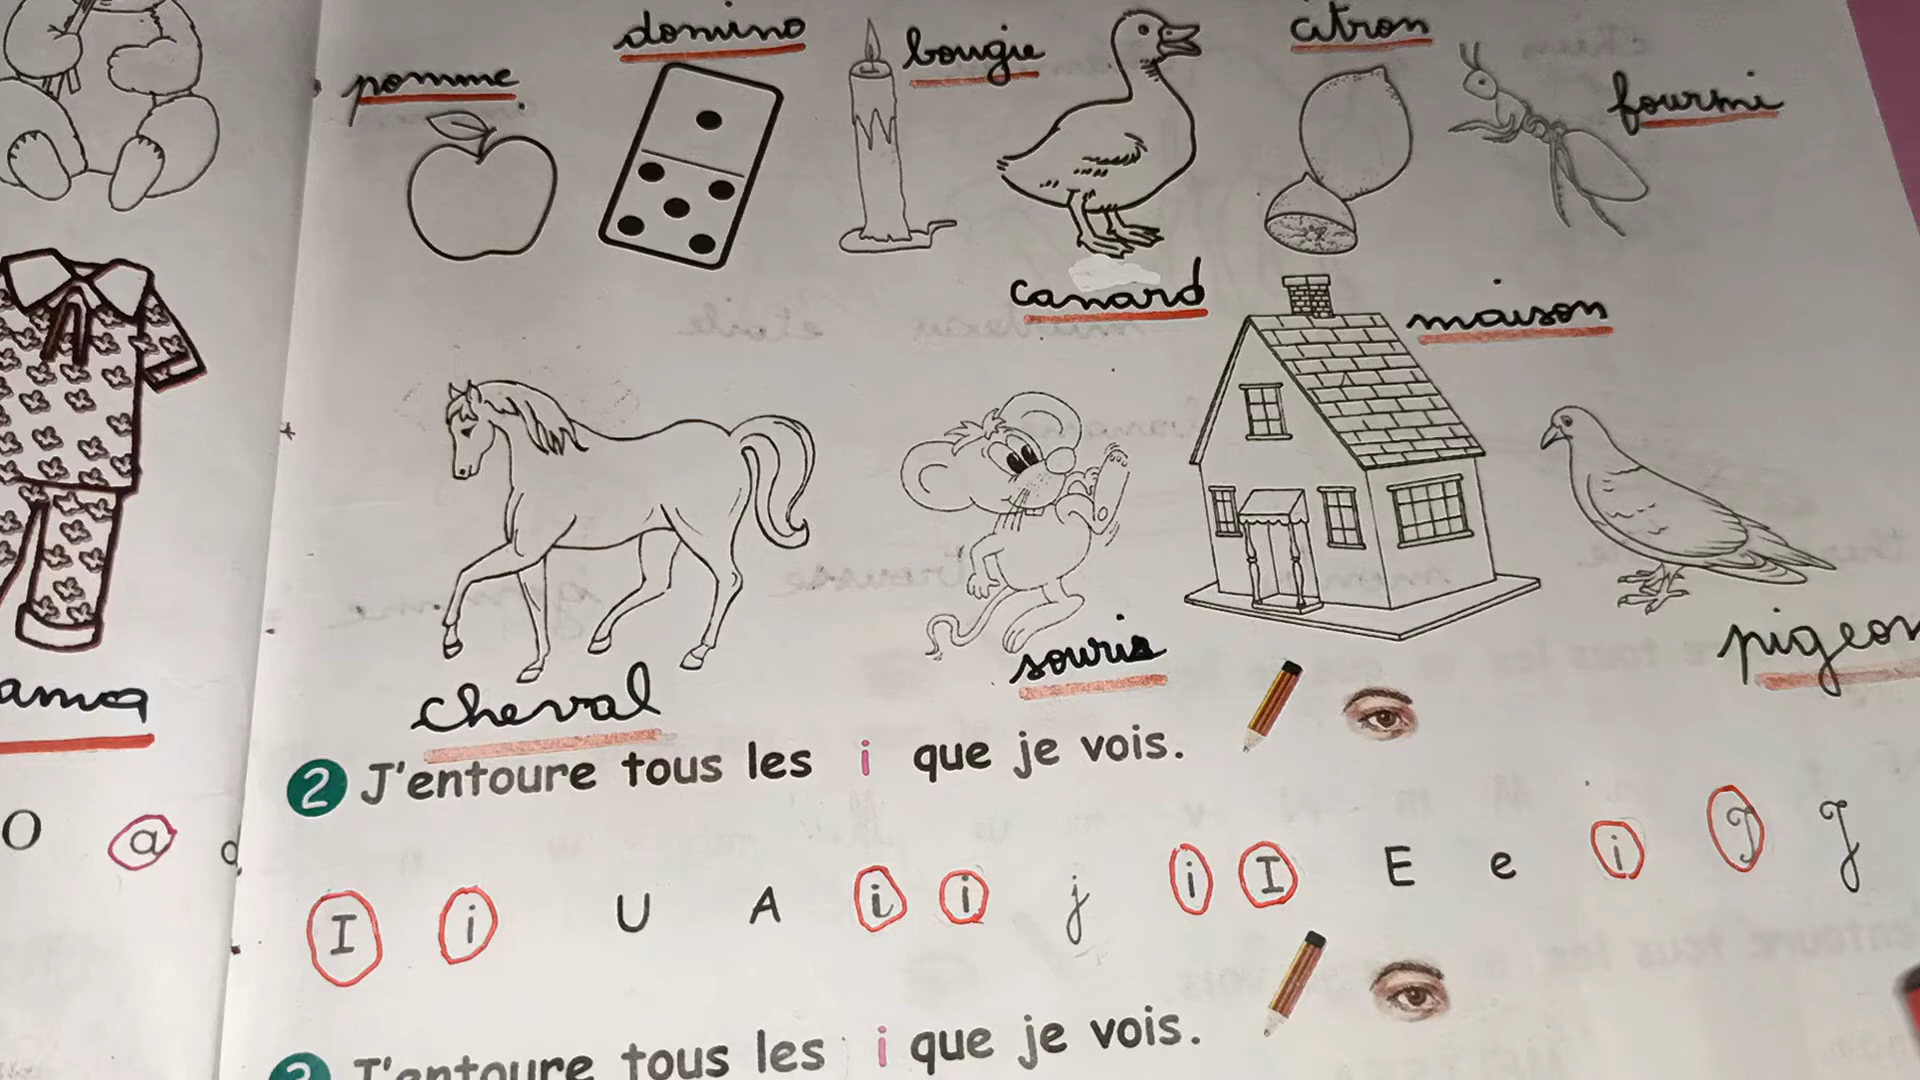 domino
bougie
citron
pomme
fourmi
canard
maison
souris
pigeon
cheval
ama
2 J'entoure tous les i que je vois.
O a
I i U A i i j i I E e i I J
J'entoure tous les i que je vois.